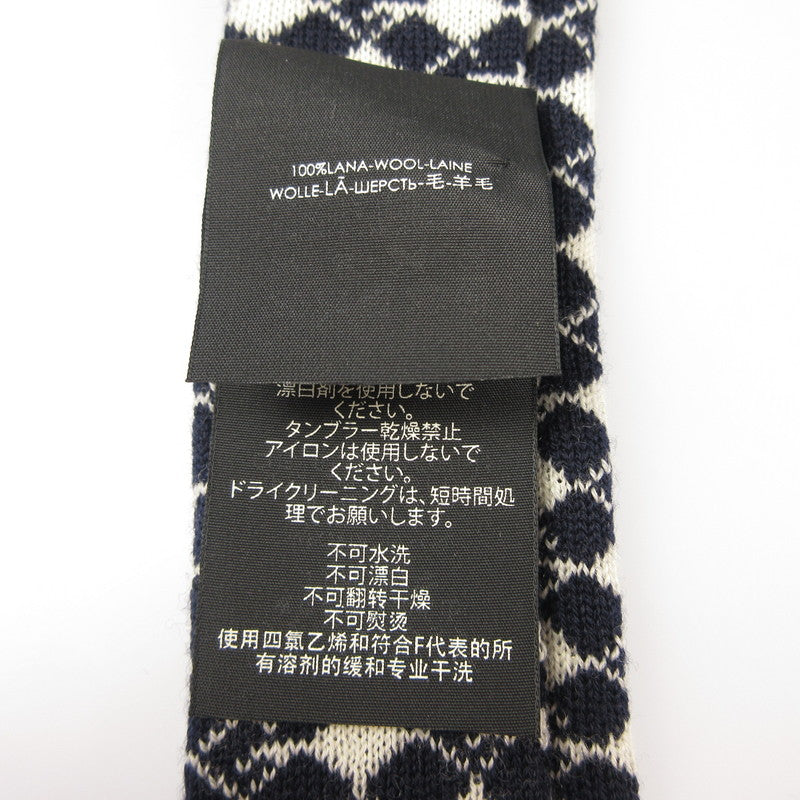 100%LANA-WOOL-LAINE
WOLLE-LĀ-ШЕРСТЬ-毛-羊毛
漂白剤を使用しないで
ください。
タンブラー乾燥禁止
アイロンは使用しないで
ください。
ドライクリーニングは、短時間処
理でお願いします。
不可水洗
不可漂白
不可翻转干燥
不可熨烫
使用四氯乙烯和符合F代表的所
有溶剂的缓和专业干洗